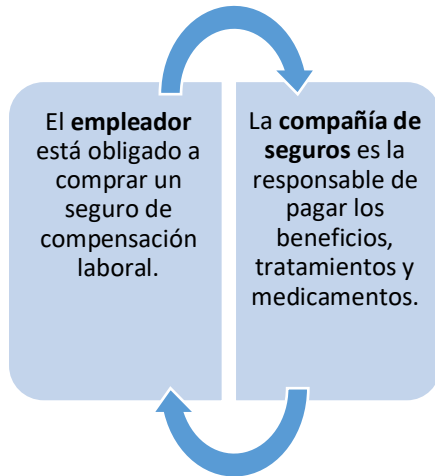 El empleador
está obligado a
comprar un
seguro de
compensación
laboral.
La compañía de
seguros es la
responsable de
pagar los
beneficios,
tratamientos y
medicamentos.